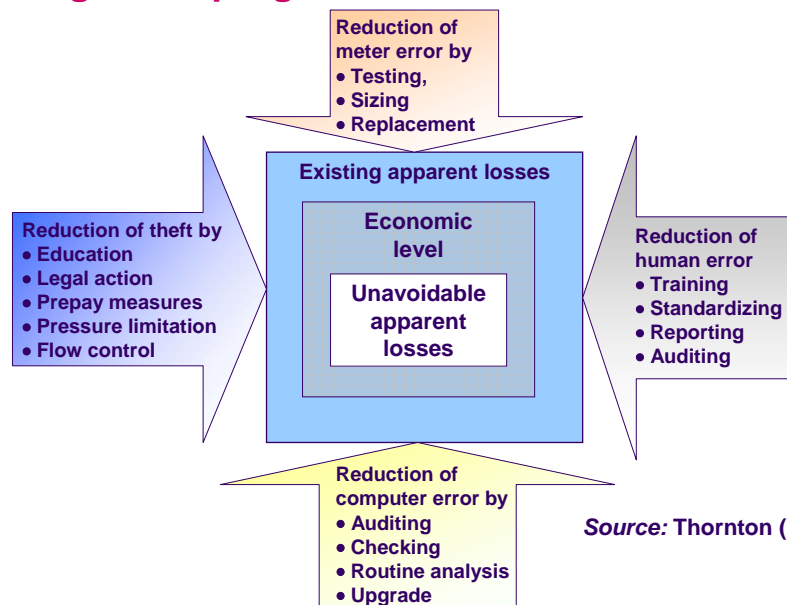 Reduction of
meter error by
• Testing,
• Sizing
• Replacement
Existing apparent losses
Economic
level
Unavoidable
apparent
losses
Reduction of theft by
• Education
• Legal action
• Prepay measures
• Pressure limitation
• Flow control
Reduction of
human error
• Training
• Standardizing
• Reporting
• Auditing
Reduction of
computer error by
• Auditing
• Checking
• Routine analysis
• Upgrade
Source: Thornton (